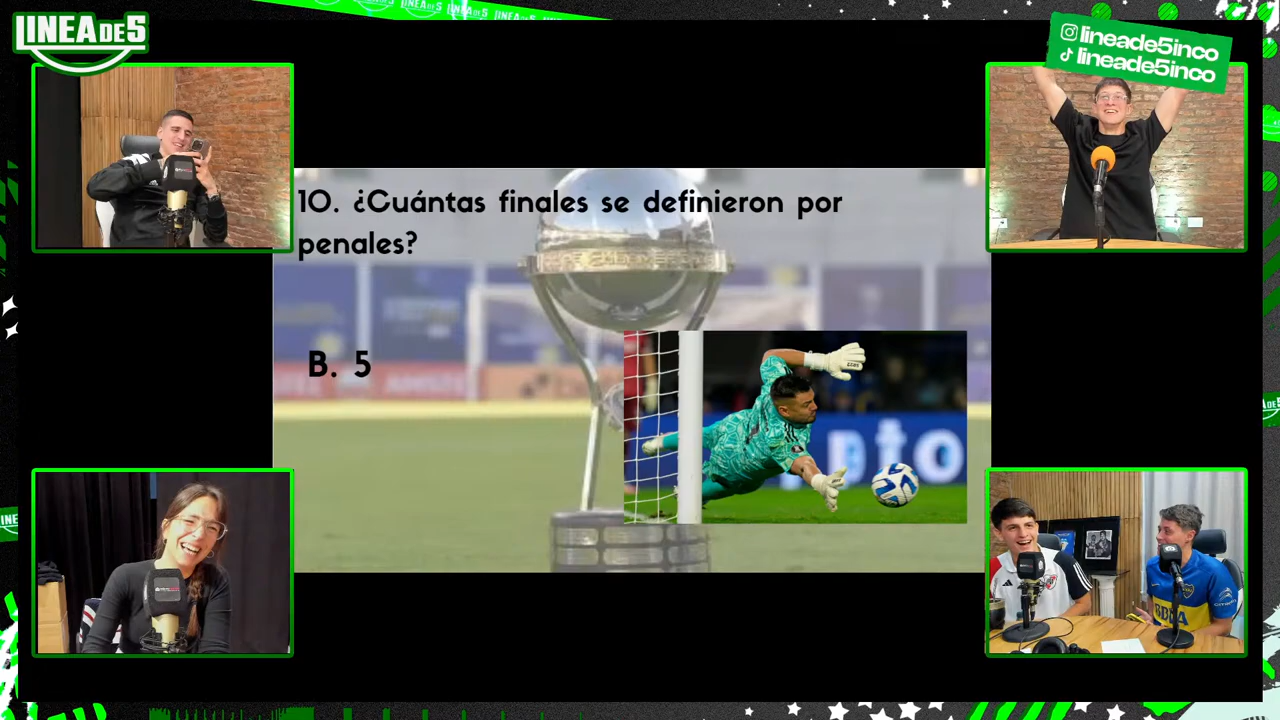 LINEA DE 5
lineade5inco
lineade5inco
10. ¿Cuántas finales se definieron por
penales?
B. 5